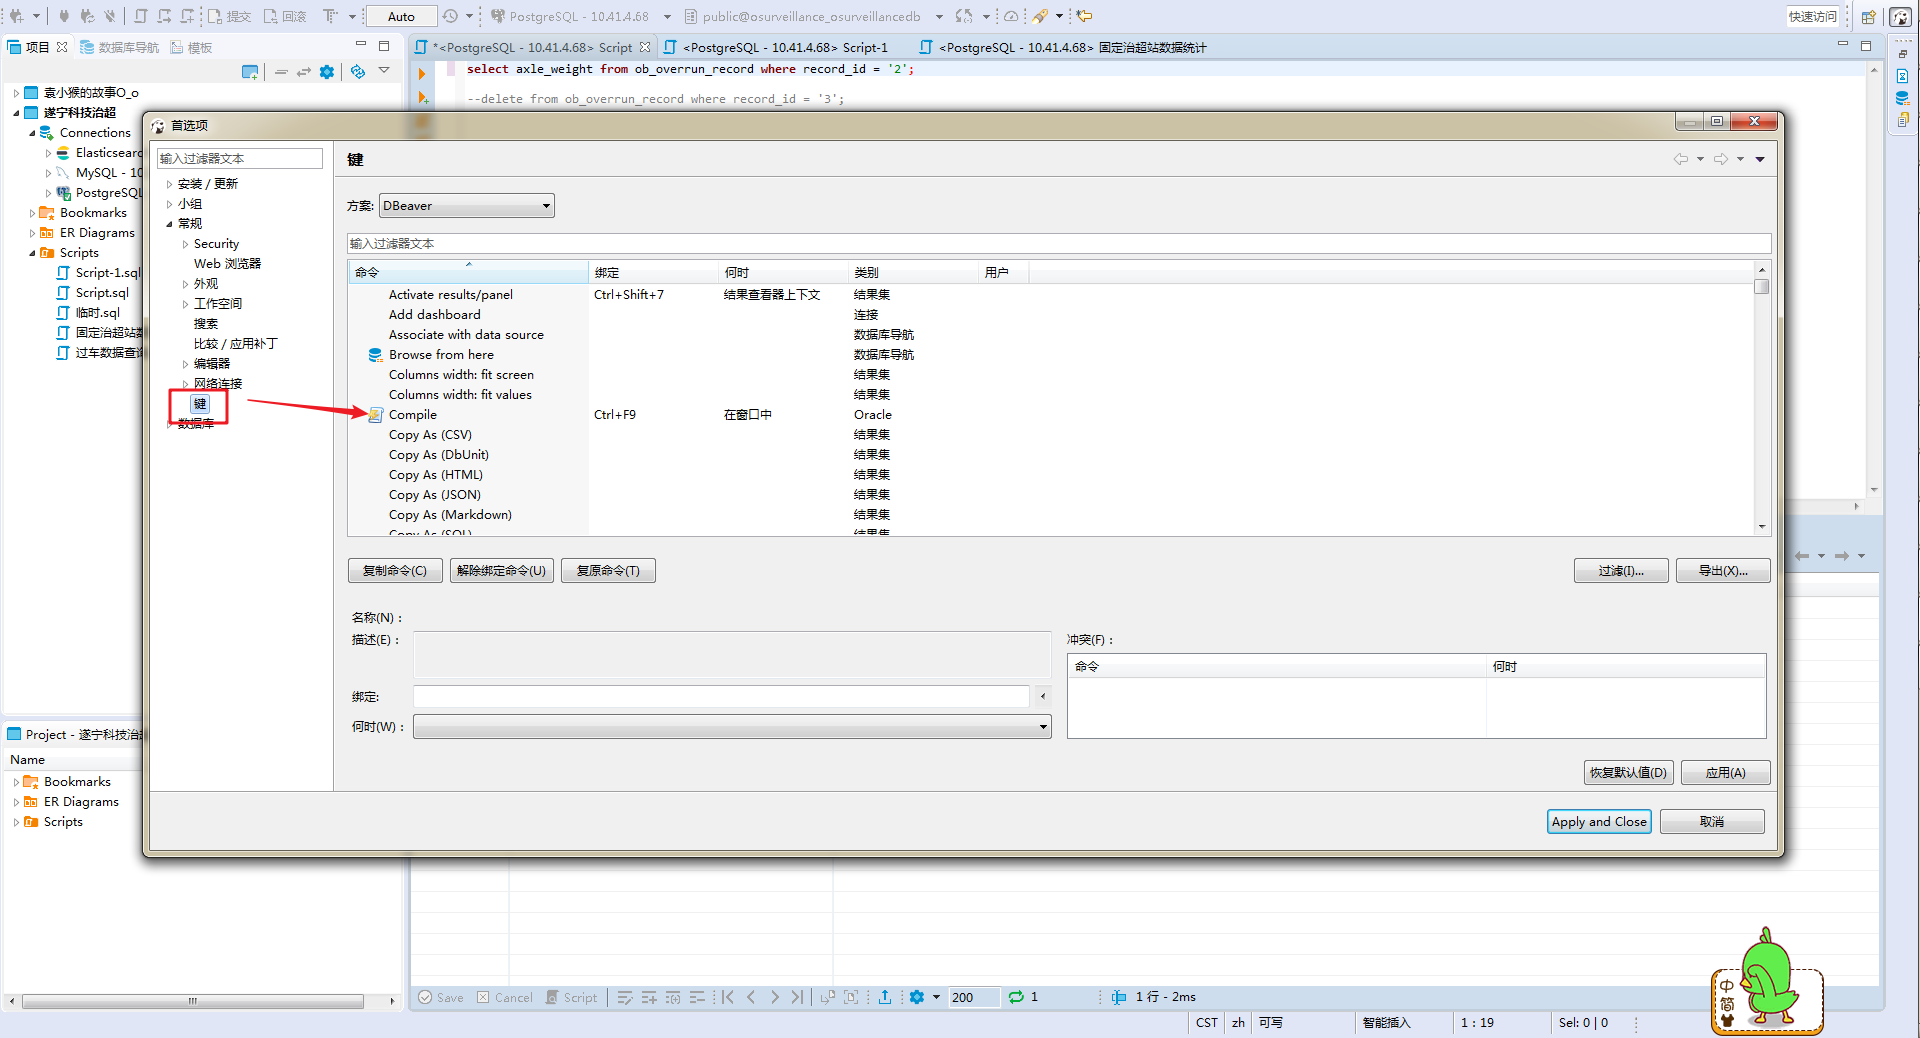 提交
回滚
Auto
PostgreSQL - 10.41.4.68
public@osurveillance_osurveillancedb
快速访问
项目
数据库导航
模板
*<PostgreSQL - 10.41.4.68> Script
<PostgreSQL - 10.41.4.68> Script-1
<PostgreSQL - 10.41.4.68> 固定治超站数据统计
select axle_weight from ob_overrun_record where record_id = '2';
--delete from ob_overrun_record where record_id = '3';
袁小猴的故事O_o
遂宁科技治超
Connections
Elasticsearc
MySQL - 10
PostgreSQL
Bookmarks
ER Diagrams
Scripts
Script-1.sql
Script.sql
临时.sql
固定治超站数
过车数据查询
首选项
输入过滤器文本
安装 / 更新
小组
常规
Security
Web 浏览器
外观
工作空间
搜索
比较 / 应用补丁
编辑器
网络连接
键
数据库
键
方案: DBeaver
输入过滤器文本
命令 绑定 何时 类别 用户
Activate results/panel Ctrl+Shift+7 结果查看器上下文 结果集
Add dashboard 连接
Associate with data source 数据库导航
Browse from here 数据库导航
Columns width: fit screen 结果集
Columns width: fit values 结果集
Compile Ctrl+F9 在窗口中 Oracle
Copy As (CSV) 结果集
Copy As (DbUnit) 结果集
Copy As (HTML) 结果集
Copy As (JSON) 结果集
Copy As (Markdown) 结果集
Copy As (SQL) 结果集
复制命令(C) 解除绑定命令(U) 复原命令(T) 过滤(I)... 导出(X)...
名称(N)：
描述(E)：
冲突(F)：
命令 何时
绑定:
何时(W)：
恢复默认值(D) 应用(A)
Apply and Close 取消
Project - 遂宁科技治超
Name
Bookmarks
ER Diagrams
Scripts
Save Cancel Script 200 1 1 行 - 2ms
CST zh 可写 智能插入 1 : 19 Sel: 0 | 0
中
简